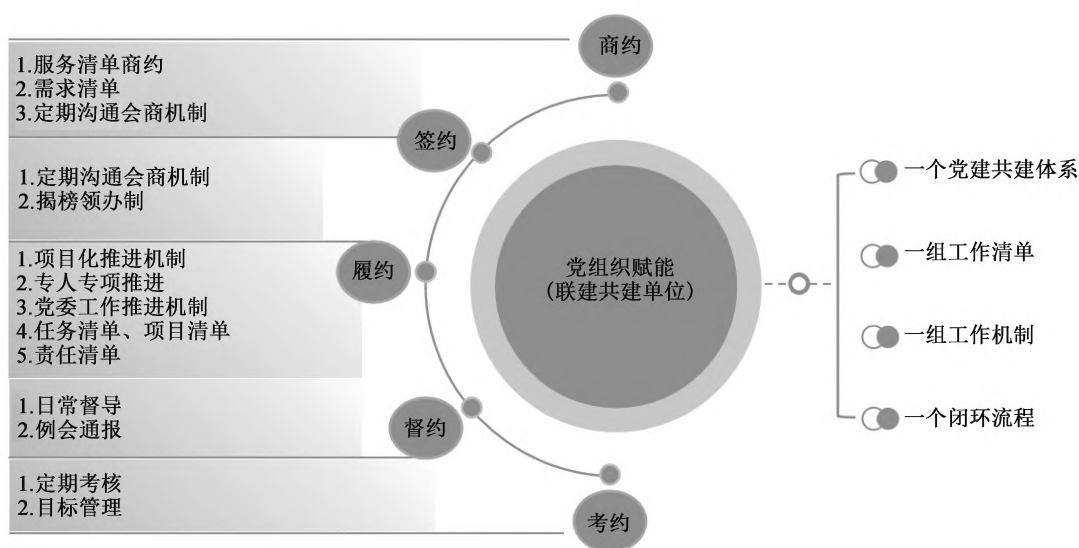 商约
1.服务清单商约
2.需求清单
3.定期沟通会商机制
签约
1.定期沟通会商机制
2.揭榜领办制
履约
1.项目化推进机制
2.专人专项推进
3.党委工作推进机制
4.任务清单、项目清单
5.责任清单
督约
1.日常督导
2.例会通报
考约
1.定期考核
2.目标管理
党组织赋能
(联建共建单位)
一个党建共建体系
一组工作清单
一组工作机制
一个闭环流程